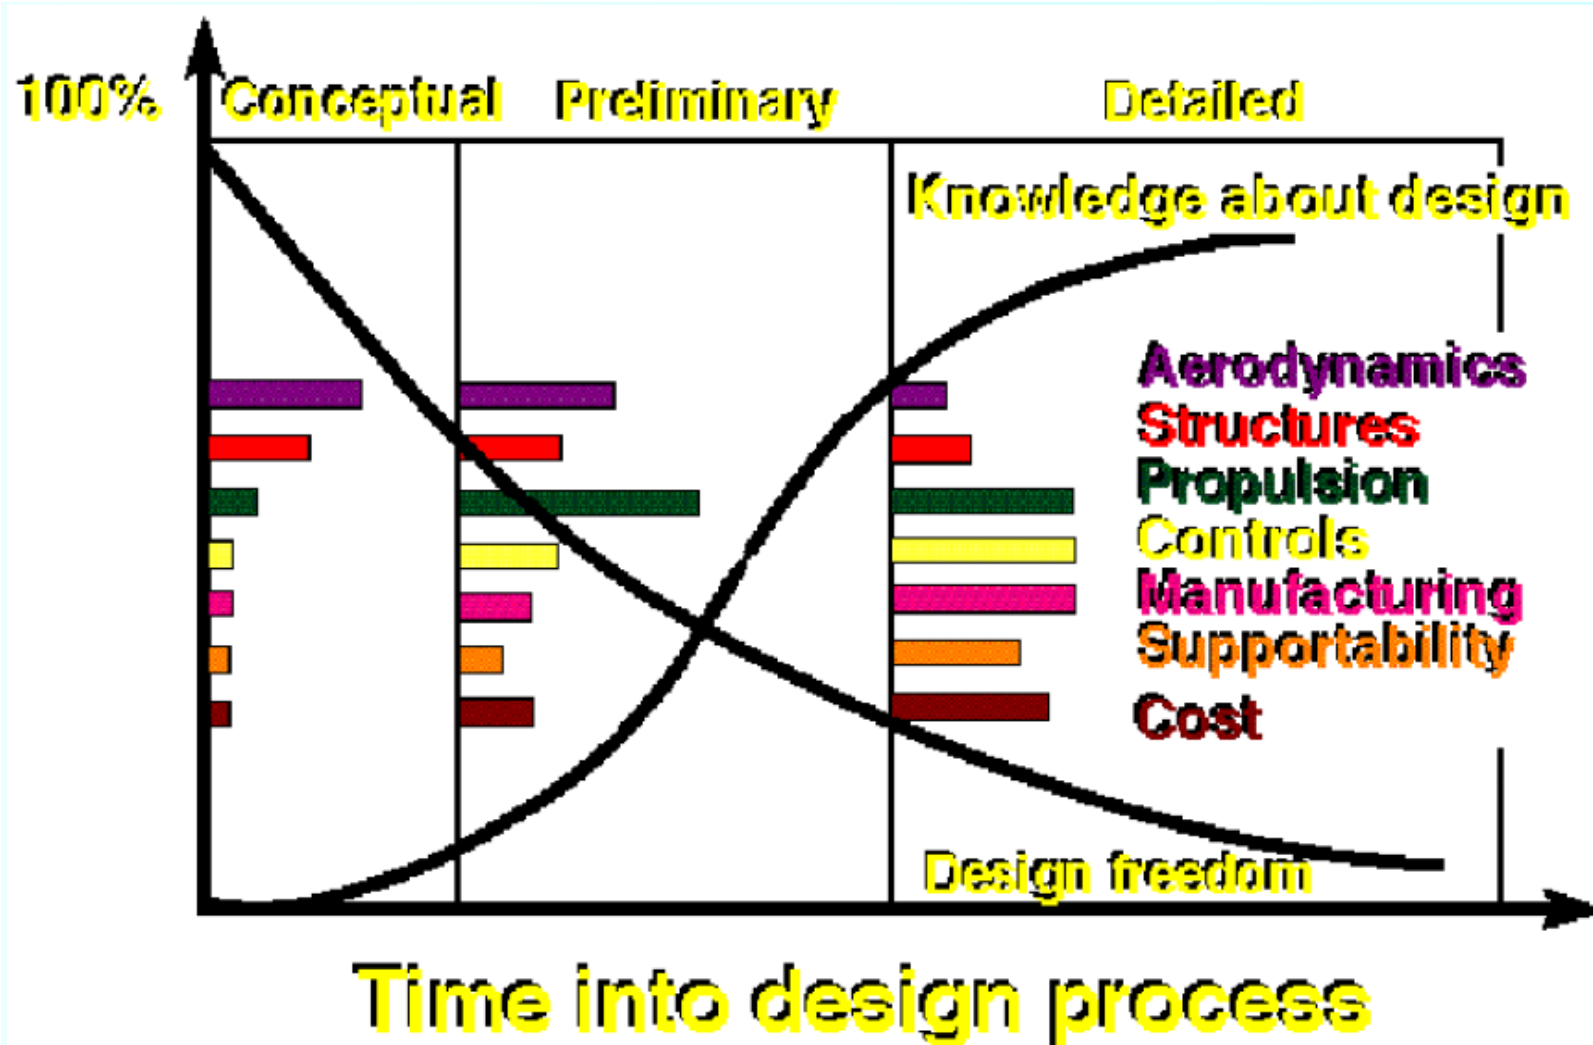 100%
Conceptual
Preliminary
Detailed
Knowledge about design
Aerodynamics
Structures
Propulsion
Controls
Manufacturing
Supportability
Cost
Design freedom
Time into design process